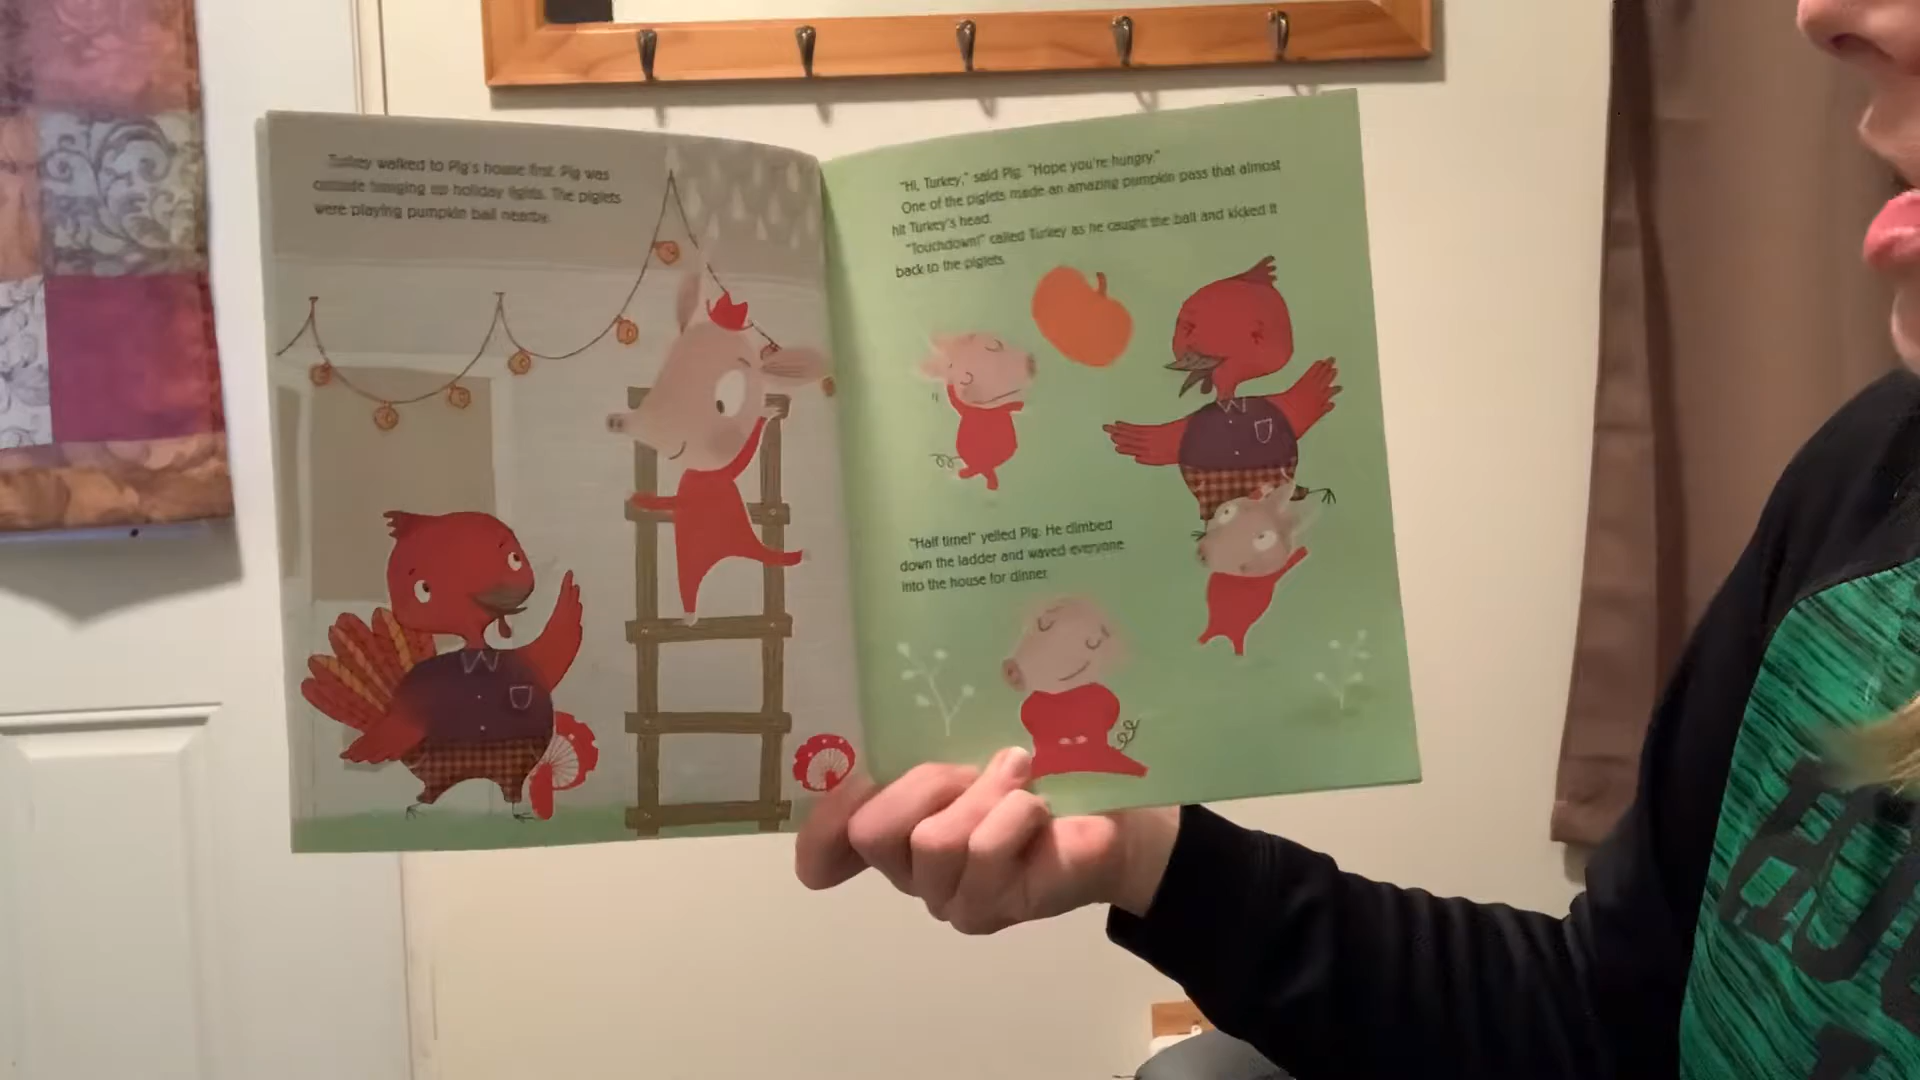 Turkey walked to Pig's house first. Pig was
outside hanging up holiday lights. The piglets
were playing pumpkin ball nearby.
"Hi, Turkey," said Pig. "Hope you're hungry."
One of the piglets made an amazing pumpkin pass that almost
hit Turkey's head.
"Touchdown!" called Turkey as he caught the ball and kicked it
back to the piglets.
"Half time!" yelled Pig. He climbed
down the ladder and waved everyone
into the house for dinner.